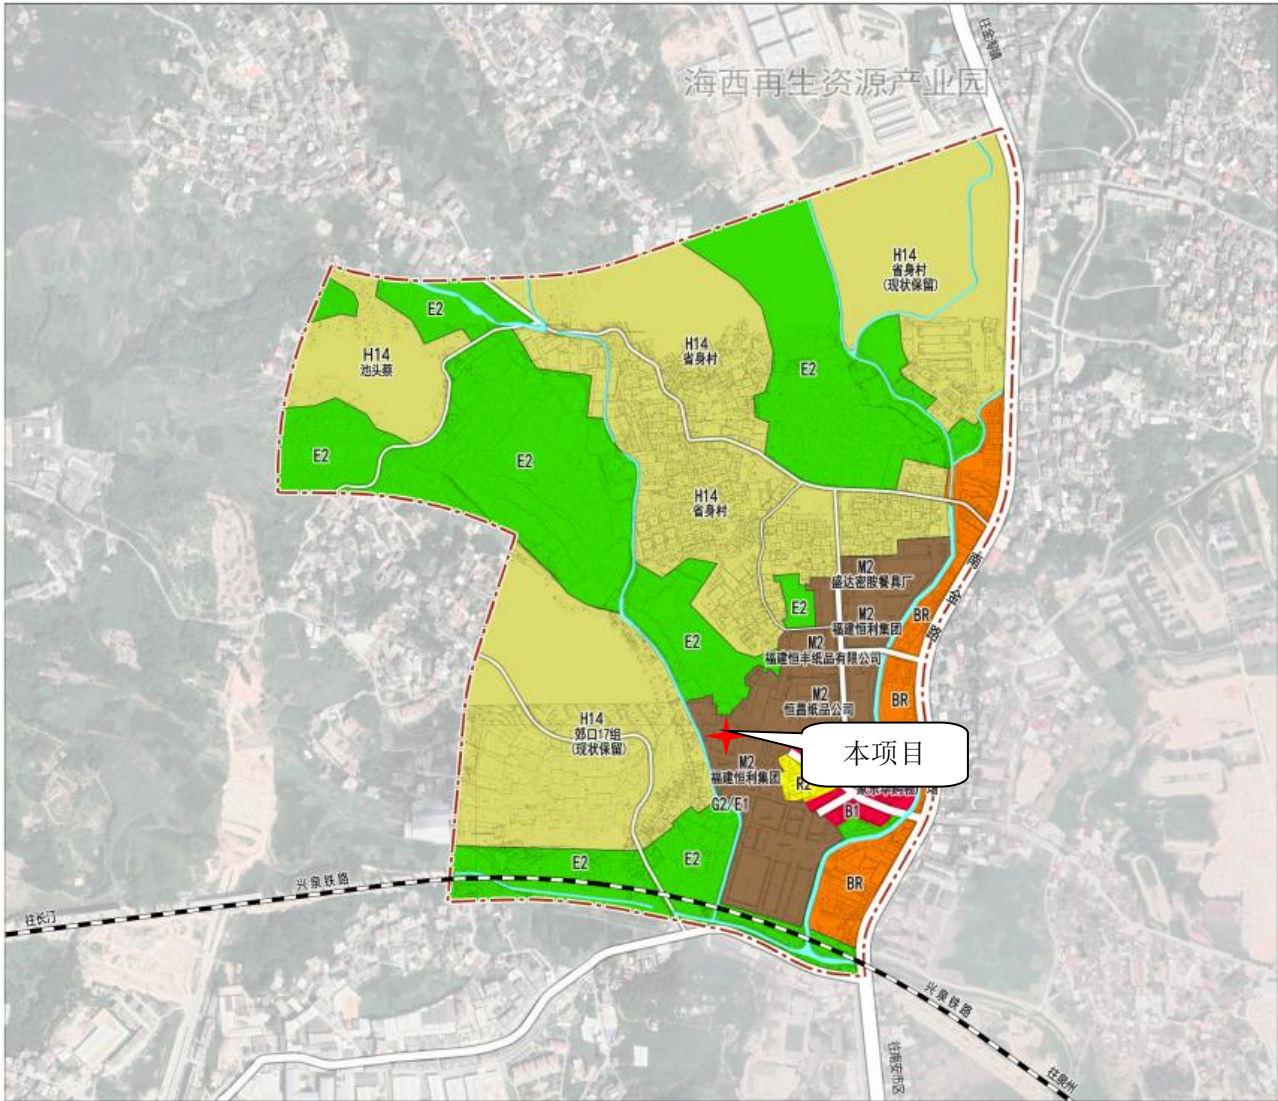 往金淘镇
海西再生资源产业园
H14
省身村
(现状保留)
E2
H14
省身村
H14
池头蔡
E2
E2
E2
H14
省身村
南金路
M2
盛达密胺餐具厂
E2
M2
福建恒利集团
BR
E2
M2
福建恒丰纸品有限公司
M2
恒昌纸品公司
BR
H14
郊口17组
(现状保留)
本项目
M2
福建恒利集团
R2
G2/E1
B1
E2
E2
BR
兴泉铁路
往长汀
兴泉铁路
往南安市区
往泉州